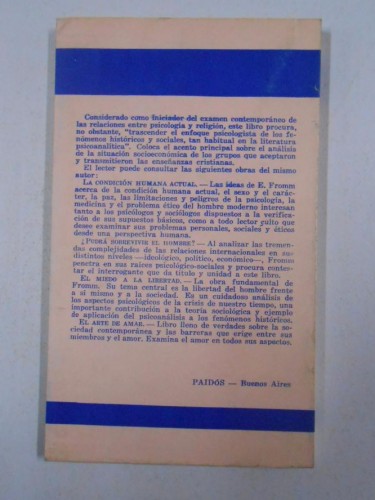 Considerado como iniciador del examen contemporáneo de
las relaciones entre psicología y religión, este libro procura,
no obstante, "trascender el enfoque psicologista de los fe-
nómenos históricos y sociales, tan habitual en la literatura
psicoanalítica". Coloca el acento principal sobre el análisis
de la situación socioeconómica de los grupos que aceptaron
y transmitieron las enseñanzas cristianas.
El lector puede consultar las siguientes obras del mismo
autor:
LA CONDICIÓN HUMANA ACTUAL. — Las ideas de E. Fromm
acerca de la condición humana actual, el sexo y el carác-
ter, la paz, las limitaciones y peligros de la psicología, la
medicina y el problema ético del hombre moderno interesan
tanto a los psicólogos y sociólogos dispuestos a la verifica-
ción de sus supuestos básicos, como a todo lector culto que
desee examinar sus problemas personales, sociales y éticos
desde una perspectiva humana.
¿PODRÁ SOBREVIVIR EL HOMBRE? — Al analizar las tremen-
das complejidades de las relaciones internacionales en sus
distintos niveles —ideológico, político, económico—, Fromm
penetra en sus raíces psicológico-sociales y procura contes-
tar el interrogante que da título y unidad a este libro.
EL MIEDO A LA LIBERTAD. — La obra fundamental de
Fromm. Su tema central es la libertad del hombre frente
a sí mismo y a la sociedad. Es un cuidadoso análisis de
los aspectos psicológicos de la crisis de nuestro tiempo, una
importante contribución a la teoría sociológica y ejemplo
de aplicación del psicoanálisis a los fenómenos históricos.
EL ARTE DE AMAR. — Libro lleno de verdades sobre la so-
ciedad contemporánea y las barreras que erige entre sus
miembros y el amor. Examina el amor en todos sus aspectos.
PAIDÓS — Buenos Aires